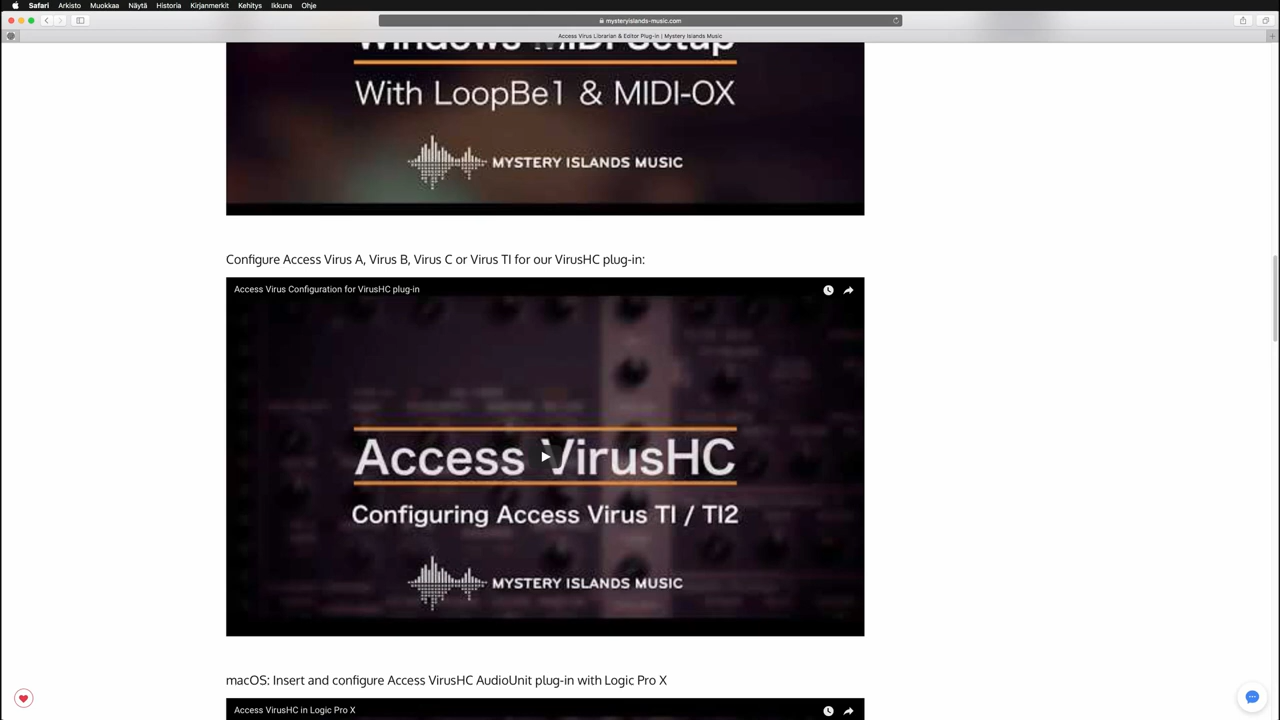 Safari Arkisto Muokkaa Näytä Historia Kirjanmerkit Kehitys Ikkuna Ohje
mysteryislands-music.com
Access Virus Librarian & Editor Plug-in | Mystery Islands Music
Windows MIDI Setup
With LoopBe1 & MIDI-OX
MYSTERY ISLANDS MUSIC
Configure Access Virus A, Virus B, Virus C or Virus TI for our VirusHC plug-in:
Access Virus Configuration for VirusHC plug-in
Access VirusHC
Configuring Access Virus TI / TI2
MYSTERY ISLANDS MUSIC
macOS: Insert and configure Access VirusHC AudioUnit plug-in with Logic Pro X
Access VirusHC in Logic Pro X